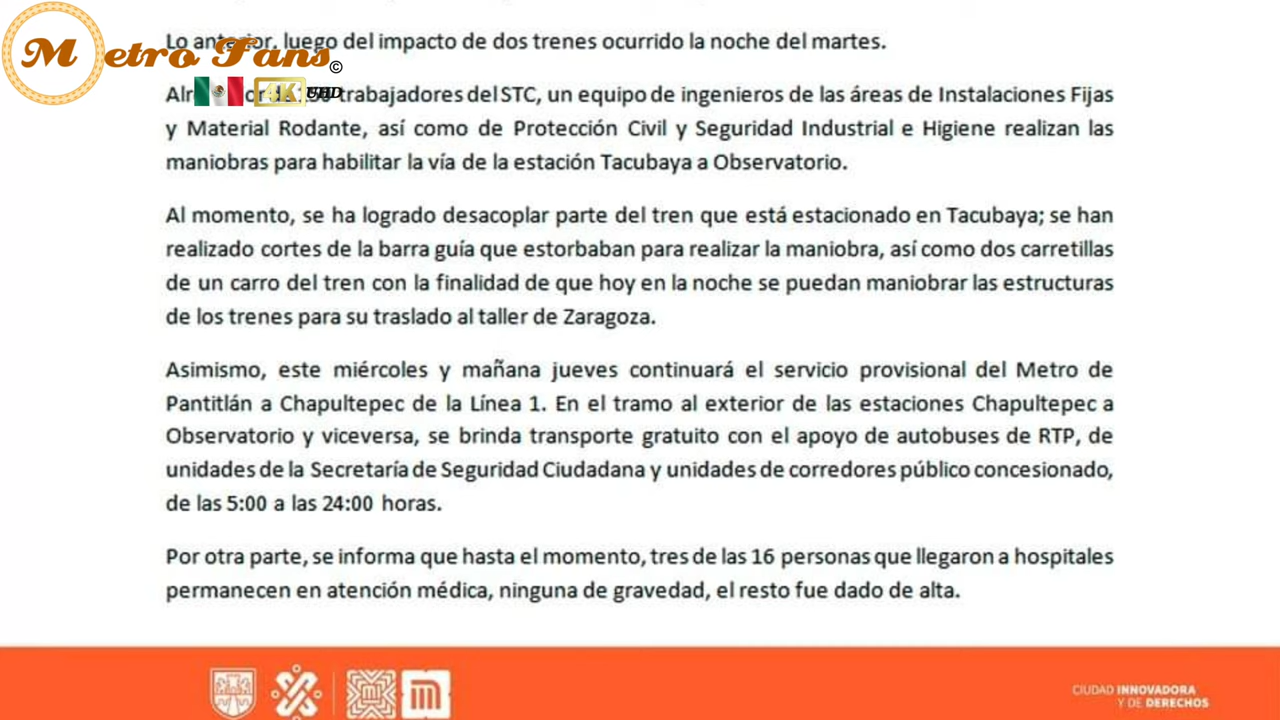 Metro Fans ©
4K UHD
Lo anterior, luego del impacto de dos trenes ocurrido la noche del martes.
trabajadores del STC, un equipo de ingenieros de las áreas de Instalaciones Fijas
y Material Rodante, así como de Protección Civil y Seguridad Industrial e Higiene realizan las
maniobras para habilitar la vía de la estación Tacubaya a Observatorio.
Al momento, se ha logrado desacoplar parte del tren que está estacionado en Tacubaya; se han
realizado cortes de la barra guía que estorbaban para realizar la maniobra, así como dos carretillas
de un carro del tren con la finalidad de que hoy en la noche se puedan maniobrar las estructuras
de los trenes para su traslado al taller de Zaragoza.
Asimismo, este miércoles y mañana jueves continuará el servicio provisional del Metro de
Pantitlán a Chapultepec de la Línea 1. En el tramo al exterior de las estaciones Chapultepec a
Observatorio y viceversa, se brinda transporte gratuito con el apoyo de autobuses de RTP, de
unidades de la Secretaría de Seguridad Ciudadana y unidades de corredores público concesionado,
de las 5:00 a las 24:00 horas.
Por otra parte, se informa que hasta el momento, tres de las 16 personas que llegaron a hospitales
permanecen en atención médica, ninguna de gravedad, el resto fue dado de alta.
CIUDAD INNOVADORA
Y DE DERECHOS